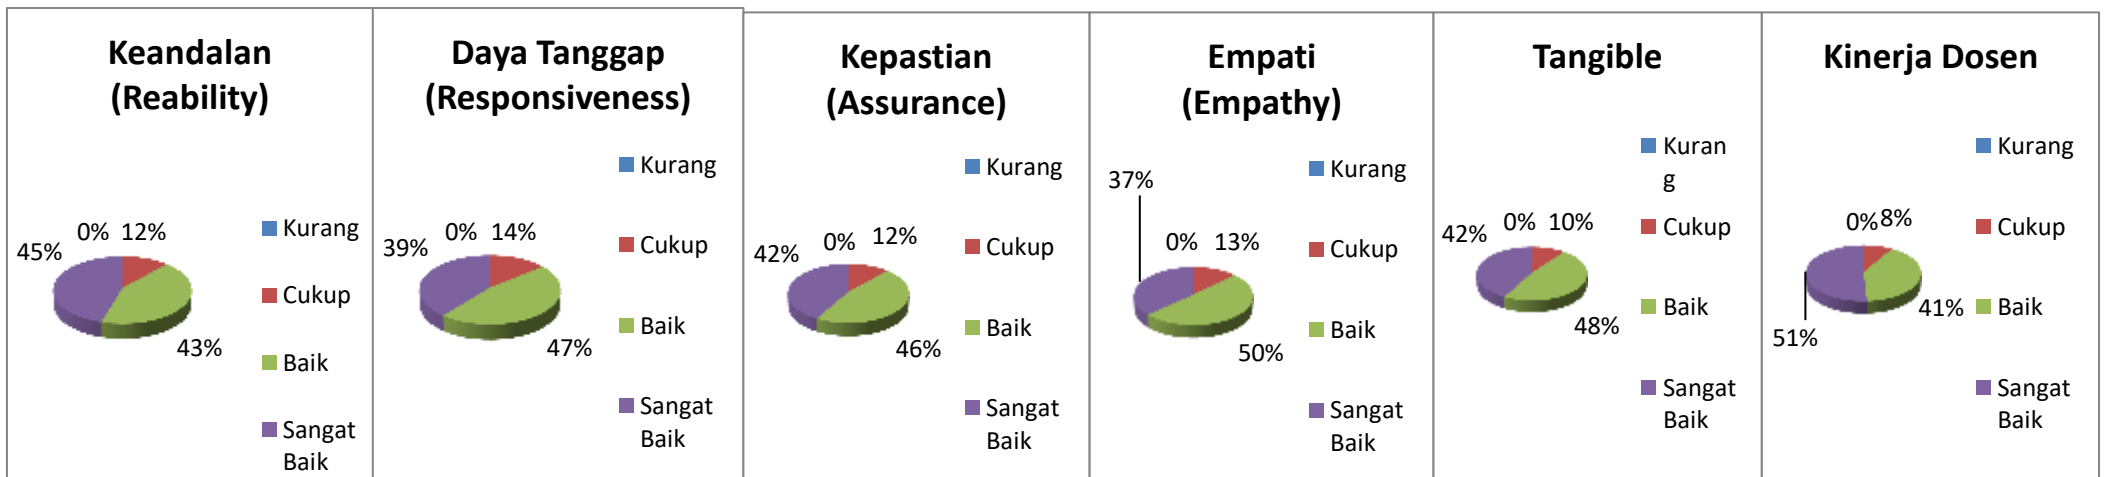 Keandalan
(Reability)
45%
0%
12%
43%
Kurang
Cukup
Baik
Sangat
Baik
Daya Tanggap
(Responsiveness)
39%
0%
14%
47%
Kurang
Cukup
Baik
Sangat
Baik
Kepastian
(Assurance)
42%
0%
12%
46%
Kurang
Cukup
Baik
Sangat
Baik
Empati
(Empathy)
37%
0%
13%
50%
Kurang
Cukup
Baik
Sangat
Baik
Tangible
42%
0%
10%
48%
Kuran
g
Cukup
Baik
Sangat
Baik
Kinerja Dosen
0%
8%
41%
51%
Kurang
Cukup
Baik
Sangat
Baik